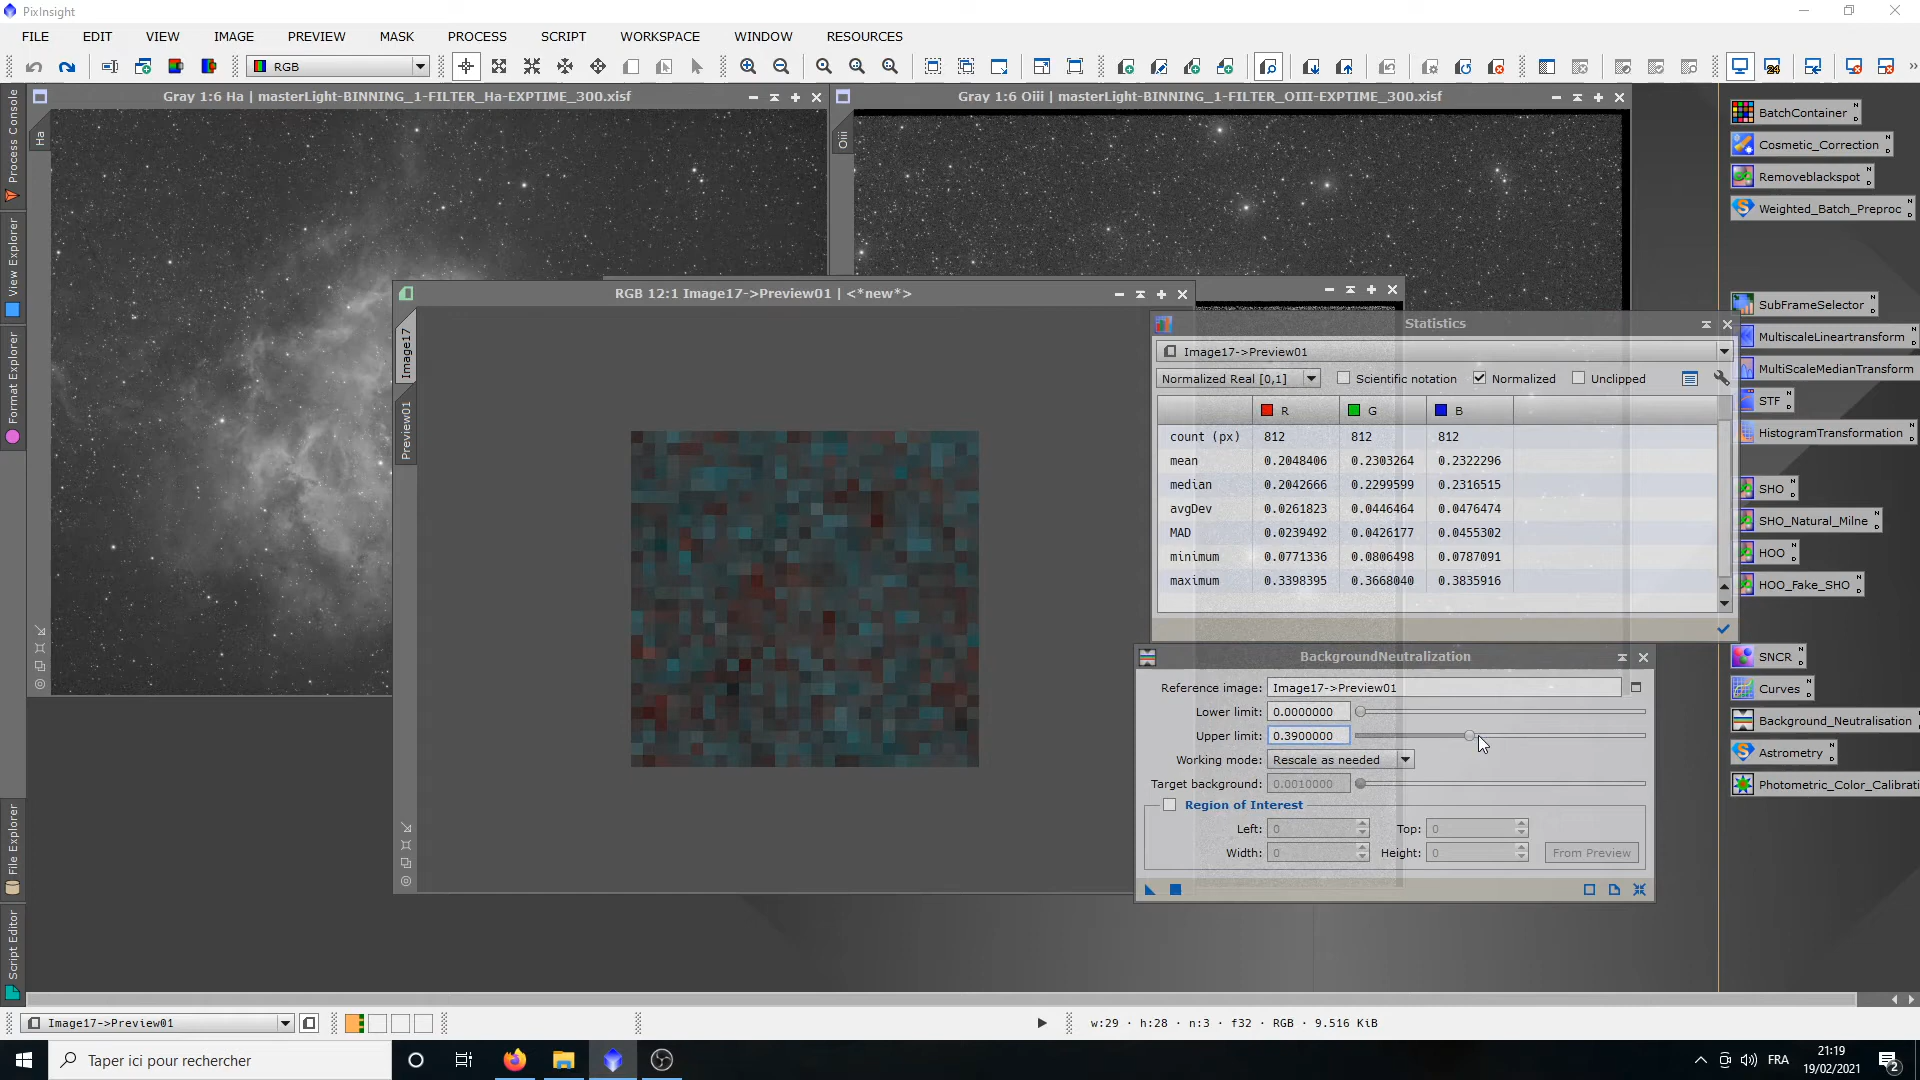 PixInsight
FILE EDIT VIEW IMAGE PREVIEW MASK PROCESS SCRIPT WORKSPACE WINDOW RESOURCES
RGB
24
Process Console
View Explorer
Format Explorer
File Explorer
Script Editor
Gray 1:6 Ha | masterLight-BINNING_1-FILTER_Ha-EXPTIME_300.xisf
Ha
Gray 1:6 Oiii | masterLight-BINNING_1-FILTER_OIII-EXPTIME_300.xisf
Oiii
RGB 12:1 Image17->Preview01 | <*new*>
Image17
Preview01
Statistics
Image17->Preview01
Normalized Real [0,1] Scientific notation Normalized Unclipped
R G B
count (px) 812 812 812
mean 0.2048406 0.2303264 0.2322296
median 0.2042666 0.2299599 0.2316515
avgDev 0.0261823 0.0446464 0.0476474
MAD 0.0239492 0.0426177 0.0455302
minimum 0.0771336 0.0806498 0.0787091
maximum 0.3398395 0.3668040 0.3835916
BackgroundNeutralization
Reference image: Image17->Preview01
Lower limit: 0.0000000
Upper limit: 0.3900000
Working mode: Rescale as needed
Target background: 0.0010000
Region of Interest
Left: 0 Top: 0
Width: 0 Height: 0 From Preview
BatchContainer
Cosmetic_Correction
Removeblackspot
Weighted_Batch_Preproc
SubFrameSelector
MultiscaleLineartransform
MultiScaleMedianTransform
STF
HistogramTransformation
SHO
SHO_Natural_Milne
HOO
HOO_Fake_SHO
SNCR
Curves
Background_Neutralisation
Astrometry
Photometric_Color_Calibrati
Image17->Preview01
w:29 · h:28 · n:3 · f32 · RGB · 9.516 KiB
Taper ici pour rechercher
FRA
21:19
19/02/2021
2